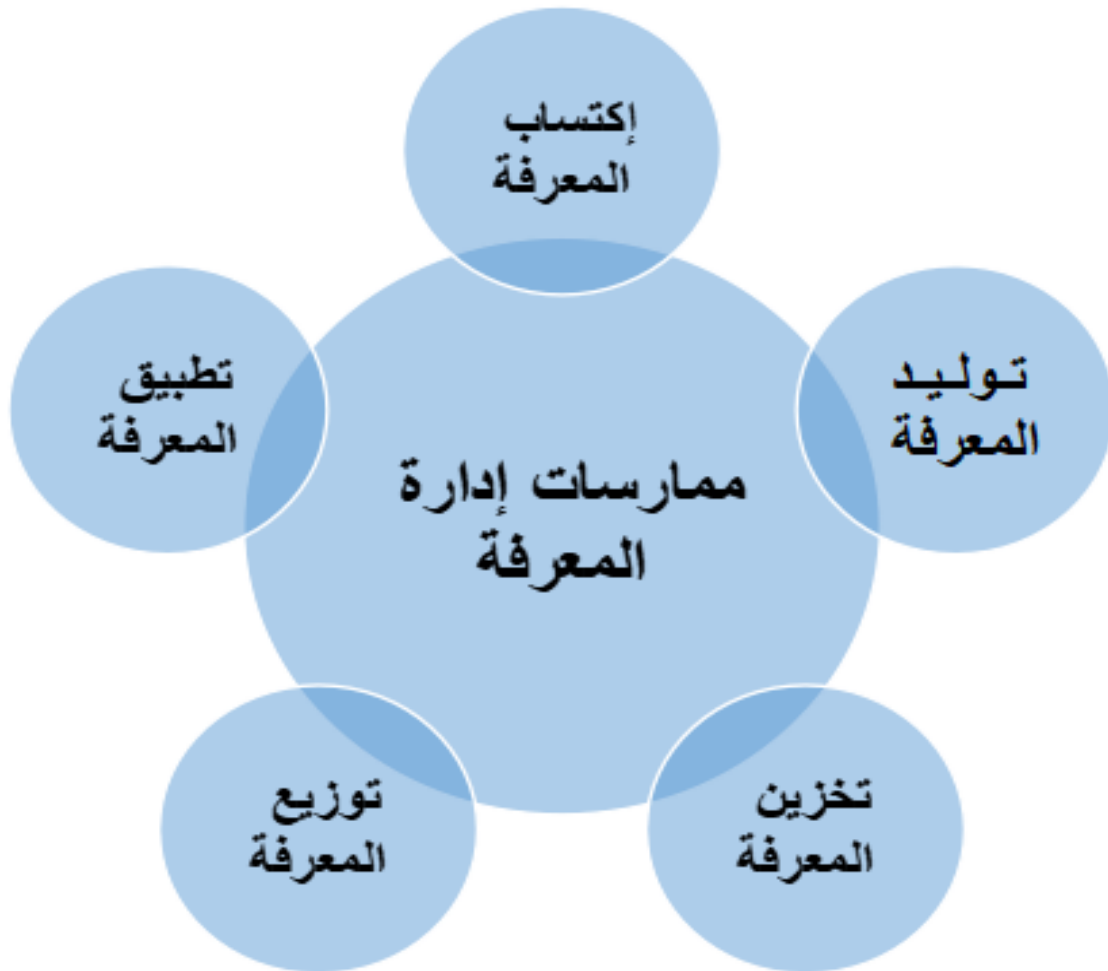 إكتساب
المعرفة
تـولـيـد
المعرفة
تطبيق
المعرفة
ممارسات إدارة
المعرفة
تخزين
المعرفة
توزيع
المعرفة